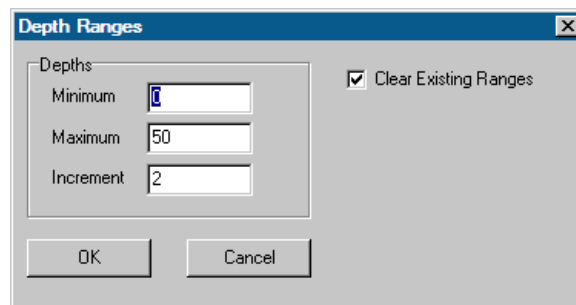 Depth Ranges
Depths
Minimum 0
Maximum 50
Increment 2
Clear Existing Ranges
OK Cancel